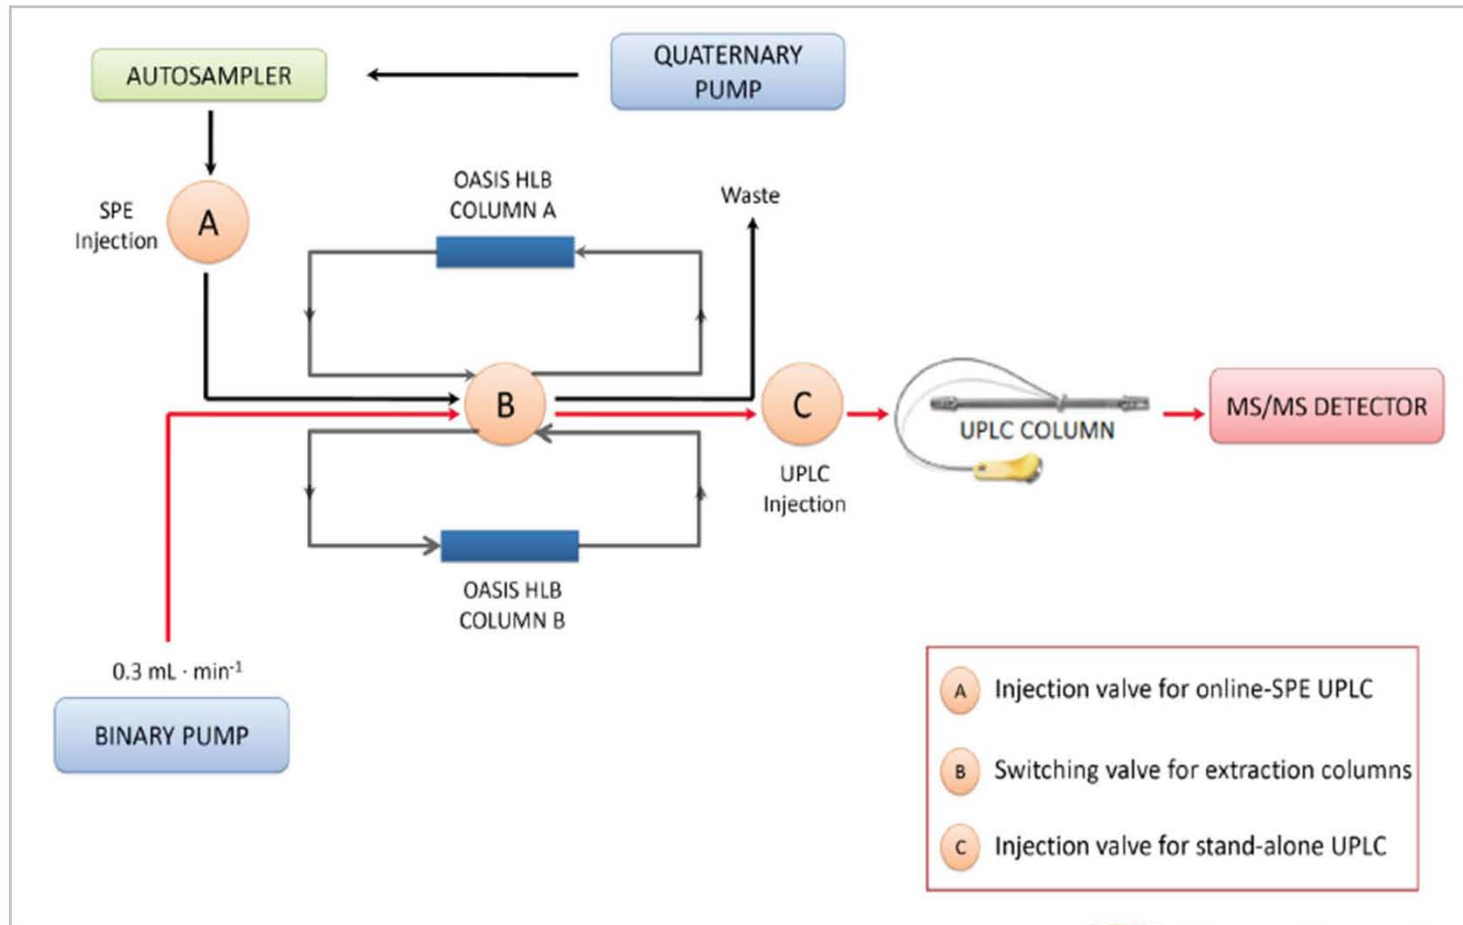 QUATERNARY
PUMP
AUTOSAMPLER
OASIS HLB
COLUMN A
Waste
SPE
Injection
A
B
C
MS/MS DETECTOR
UPLC COLUMN
UPLC
Injection
OASIS HLB
COLUMN B
0.3 mL · min⁻¹
BINARY PUMP
A Injection valve for online-SPE UPLC
B Switching valve for extraction columns
C Injection valve for stand-alone UPLC